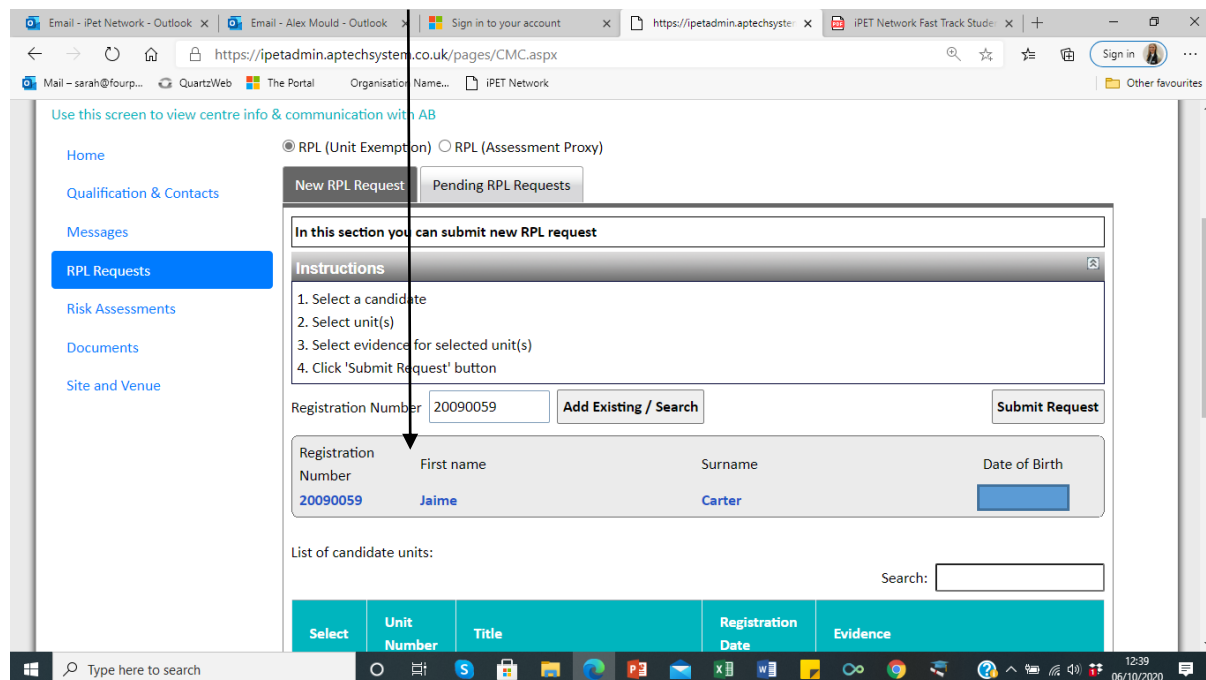 Email - iPet Network - Outlook
Email - Alex Mould - Outlook
Sign in to your account
https://ipetadmin.aptechsyster
iPET Network Fast Track Studer
https://ipetadmin.aptechsystem.co.uk/pages/CMC.aspx
Sign in
Mail – sarah@fourp...
QuartzWeb
The Portal
Organisation Name...
iPET Network
Other favourites
Use this screen to view centre info & communication with AB
Home
Qualification & Contacts
Messages
RPL Requests
Risk Assessments
Documents
Site and Venue
RPL (Unit Exemption) RPL (Assessment Proxy)
New RPL Request
Pending RPL Requests
In this section you can submit new RPL request
Instructions
1. Select a candidate
2. Select unit(s)
3. Select evidence for selected unit(s)
4. Click 'Submit Request' button
Registration Number 20090059 Add Existing / Search Submit Request
Registration
Number
First name
Surname
Date of Birth
20090059 Jaime Carter
List of candidate units:
Search:
Select
Unit
Number
Title
Registration
Date
Evidence
Type here to search
12:39
06/10/2020